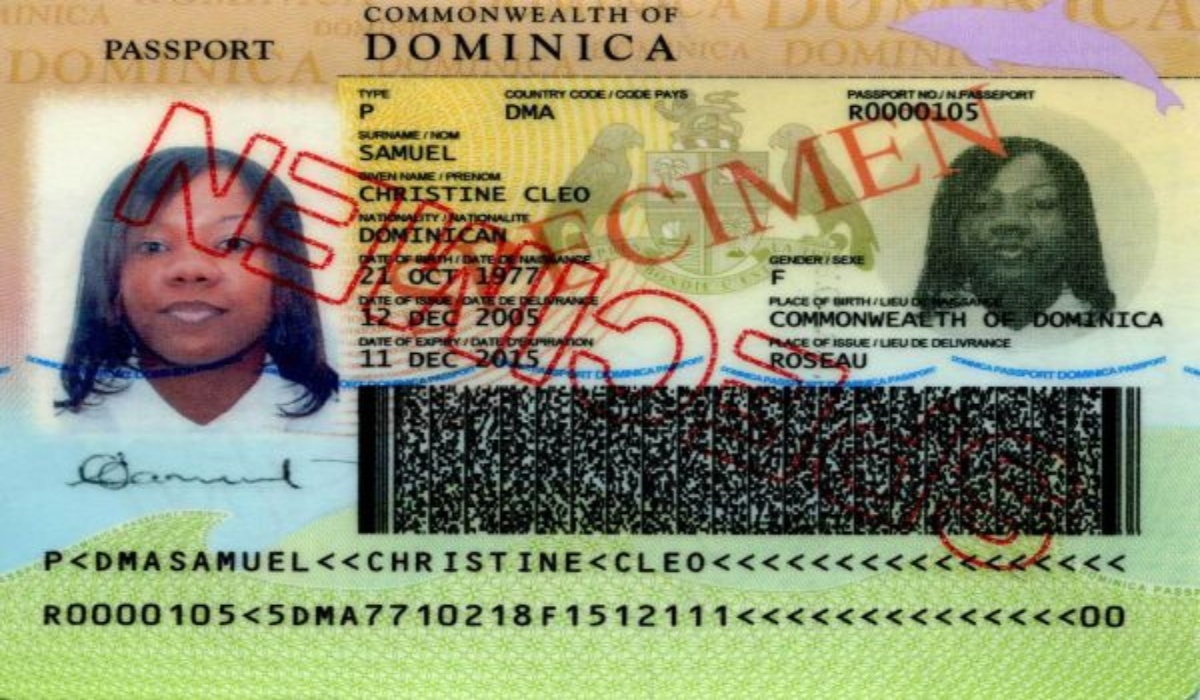 COMMONWEALTH OF
PASSPORT DOMINICA
TYPE COUNTRY CODE / CODE PAYS PASSPORT NO./ N.PASSEPORT
P DMA R0000105
SURNAME / NOM
SAMUEL
GIVEN NAME / PRENOM
CHRISTINE CLEO
NATIONALITY / NATIONALITE
DOMINICAN
DATE OF BIRTH / DATE DE NAISSANCE GENDER / SEXE
21 OCT 1977 F
DATE OF ISSUE / DATE DE DELIVRANCE PLACE OF BIRTH / LIEU DE NAISSANCE
12 DEC 2005 COMMONWEALTH OF DOMINICA
DATE OF EXPIRY / DATE D'EXPIRATION PLACE OF ISSUE / LIEU DE DELIVRANCE
11 DEC 2015 ROSEAU
SPECIMEN
P<DMASAMUEL<<CHRISTINE<CLEO<<<<<<<<<<<<<<<<<
R0000105<5DMA7710218F1512111<<<<<<<<<<<<<<00